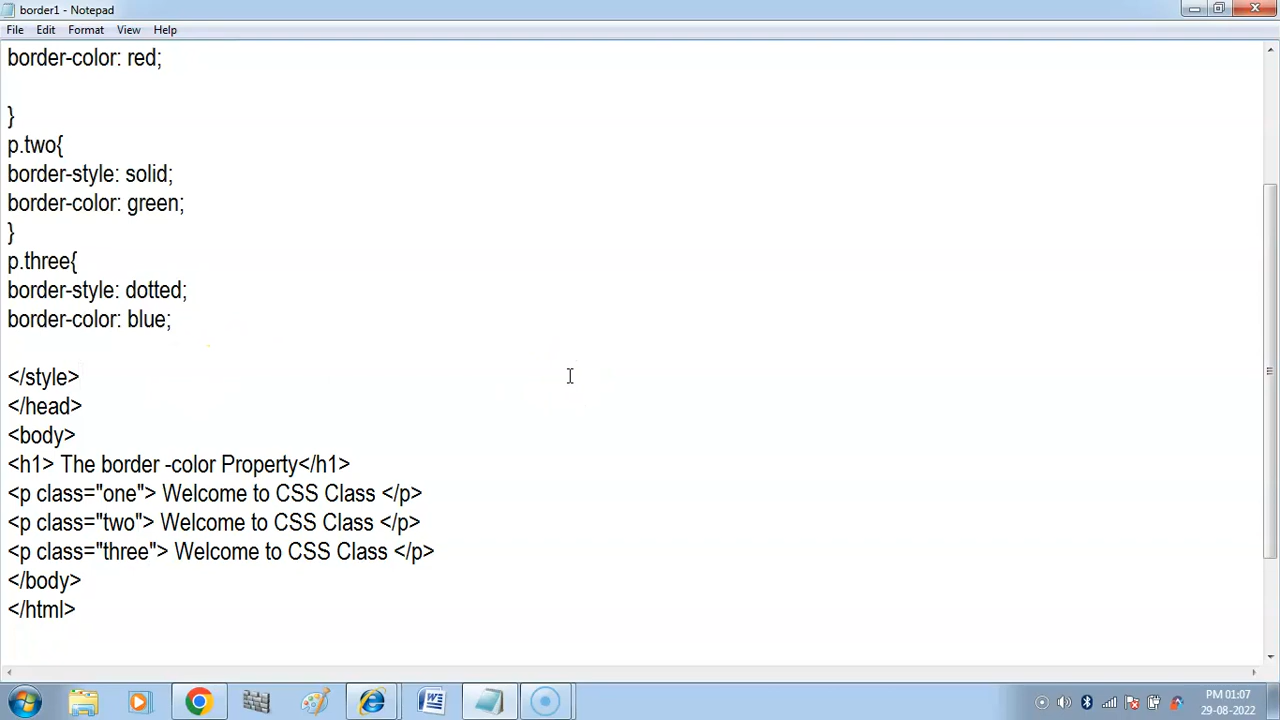 border1 - Notepad
File Edit Format View Help
border-color: red;
}
p.two{
border-style: solid;
border-color: green;
}
p.three{
border-style: dotted;
border-color: blue;
</style>
</head>
<body>
<h1> The border -color Property</h1>
<p class="one"> Welcome to CSS Class </p>
<p class="two"> Welcome to CSS Class </p>
<p class="three"> Welcome to CSS Class </p>
</body>
</html>
PM 01:07
29-08-2022